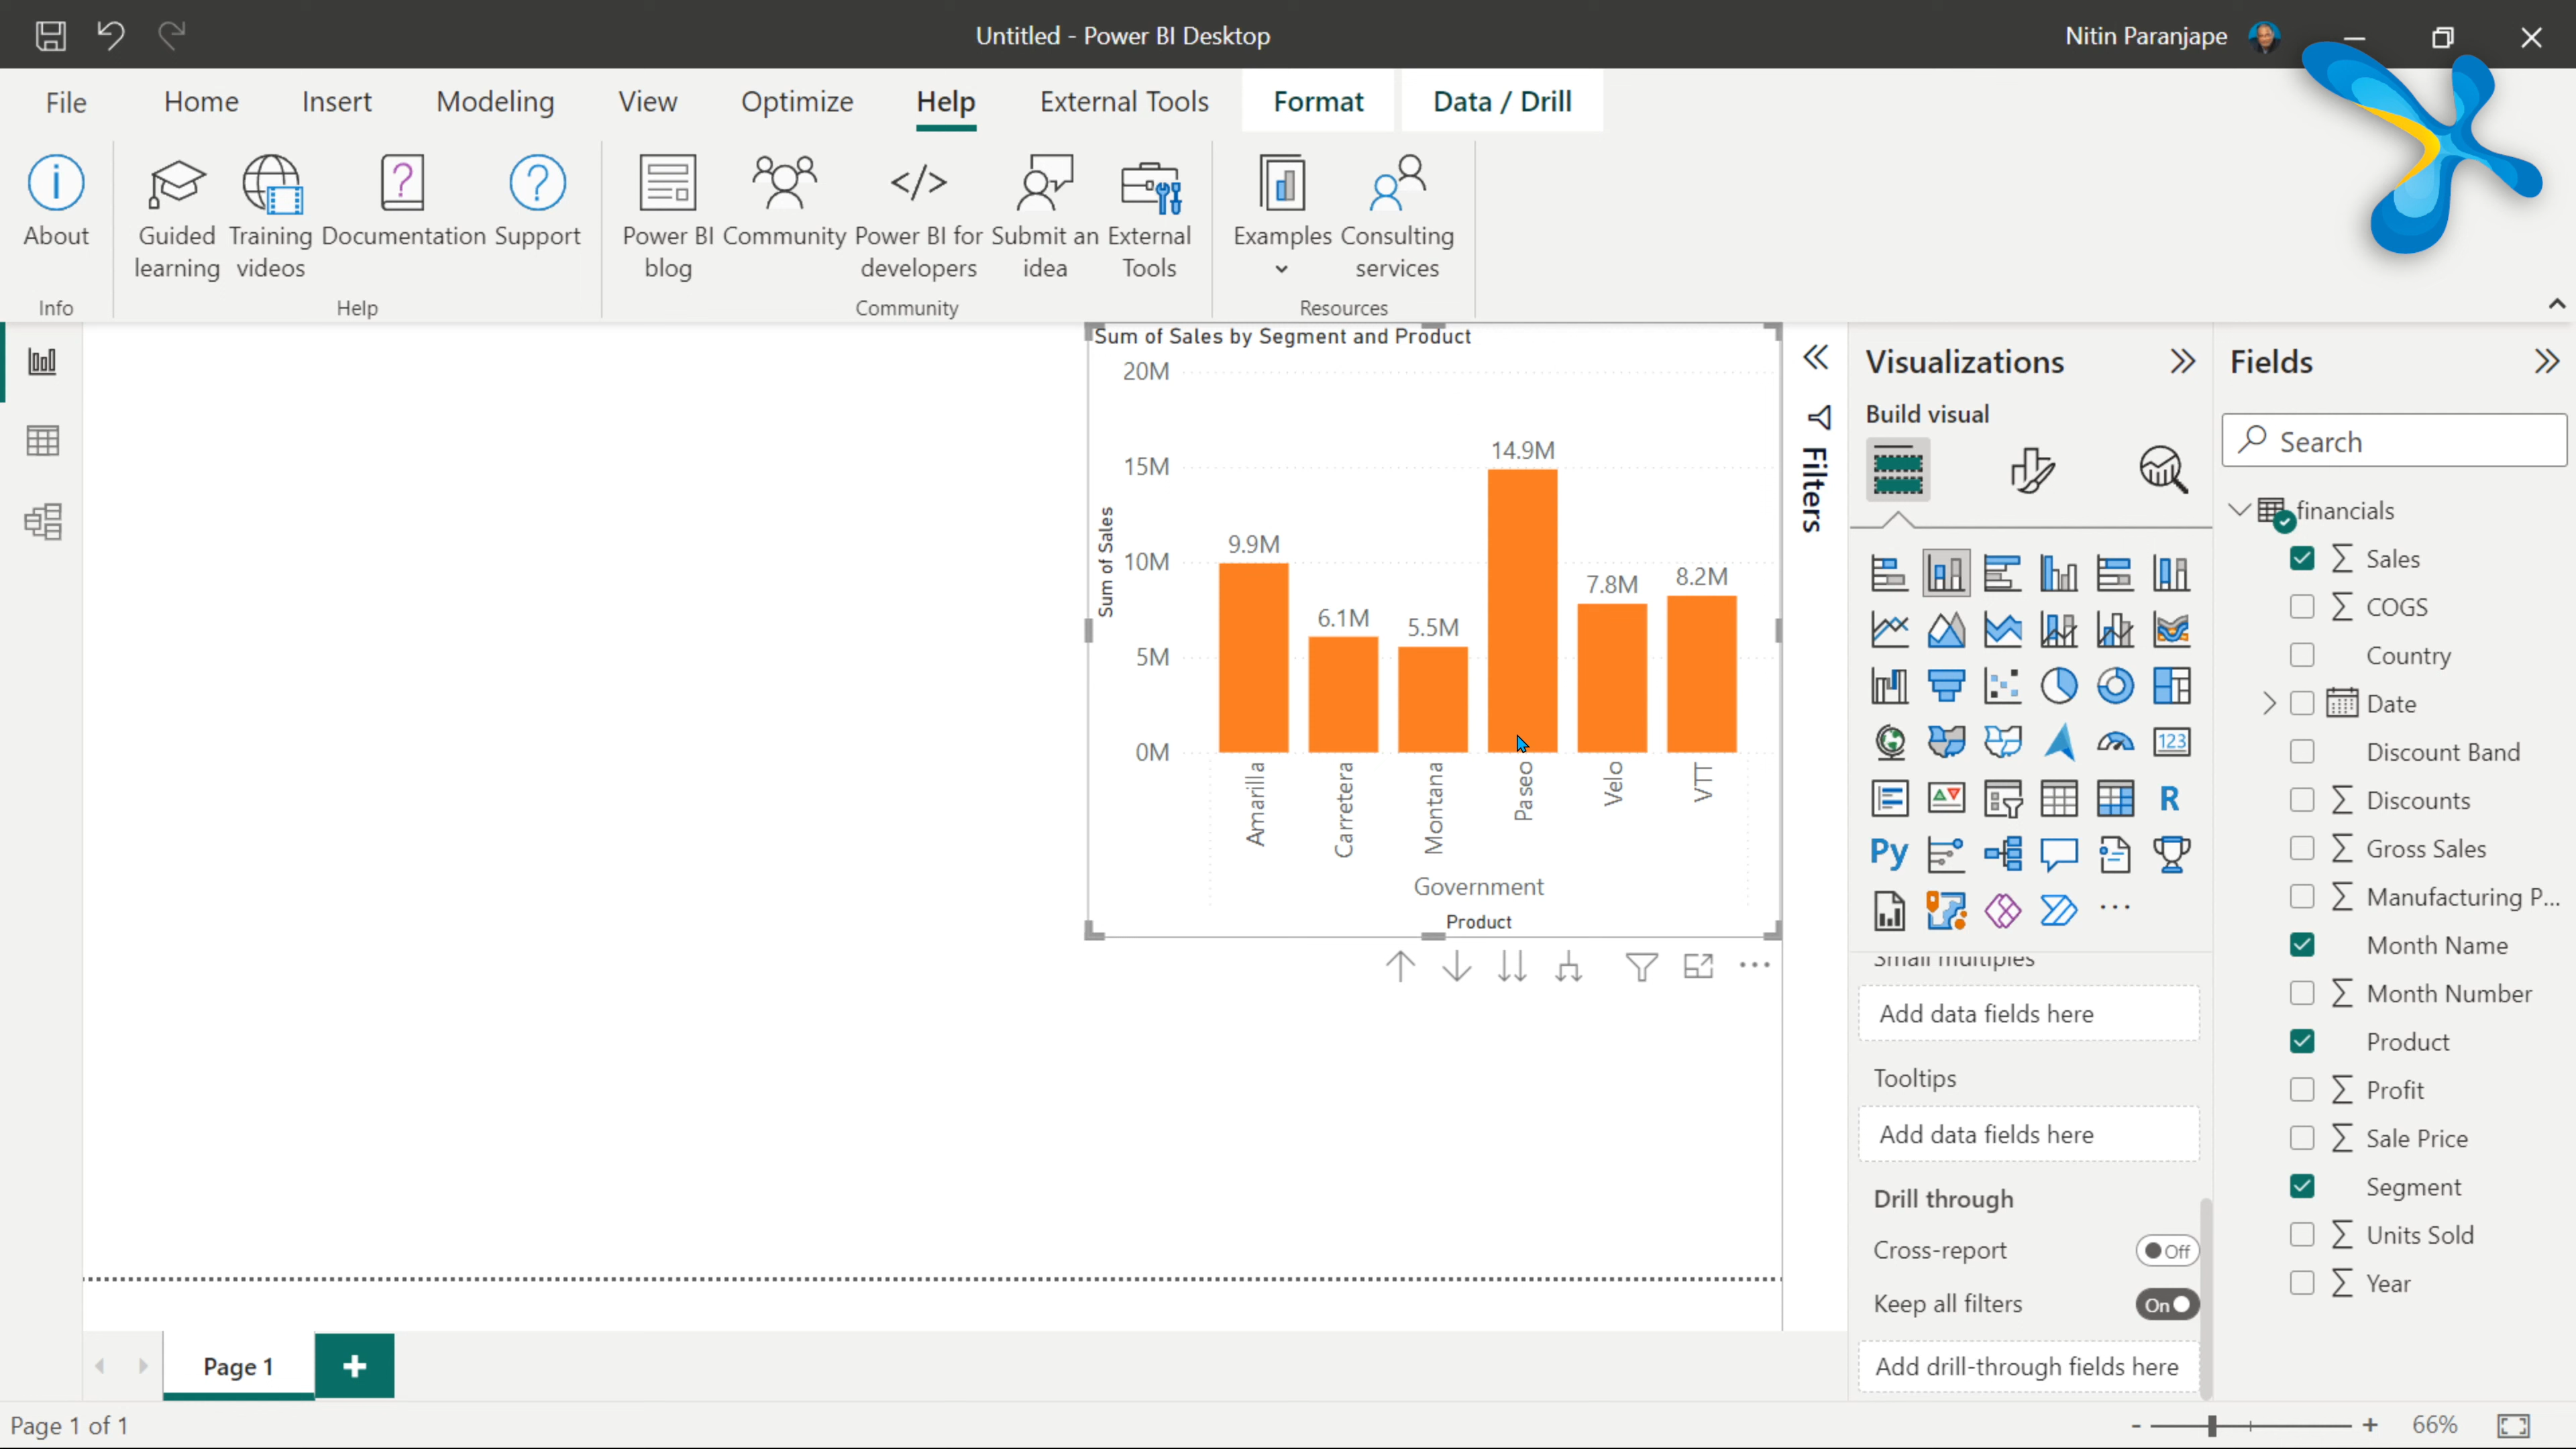 Untitled - Power BI Desktop
Nitin Paranjape
File
Home
Insert
Modeling
View
Optimize
Help
External Tools
Format
Data / Drill
About
Guided
learning
Training
videos
Documentation
Support
Power BI
blog
Community
Power BI for
developers
Submit an
idea
External
Tools
Examples
Consulting
services
Info
Help
Community
Resources
Sum of Sales by Segment and Product
Sum of Sales
20M
15M
10M
5M
0M
9.9M
6.1M
5.5M
14.9M
7.8M
8.2M
Amarilla
Carretera
Montana
Paseo
Velo
VTT
Government
Product
Filters
Visualizations
Build visual
123
R
Py
Small multiples
Add data fields here
Tooltips
Add data fields here
Drill through
Cross-report
Off
Keep all filters
On
Add drill-through fields here
Fields
Search
financials
Sales
COGS
Country
Date
Discount Band
Discounts
Gross Sales
Manufacturing P...
Month Name
Month Number
Product
Profit
Sale Price
Segment
Units Sold
Year
Page 1
Page 1 of 1
66%